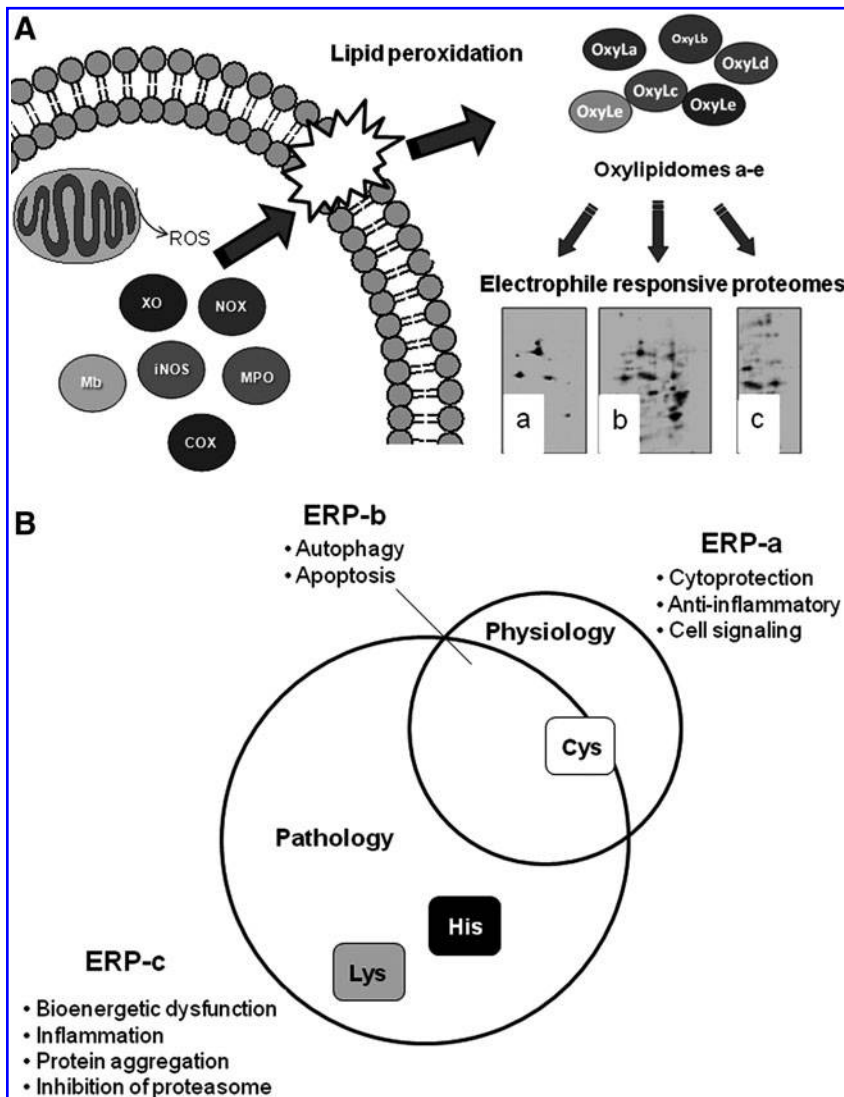 A
Lipid peroxidation
OxyLa
OxyLb
OxyLd
OxyLc
OxyLe
OxyLe
Oxylipidomes a-e
ROS
Electrophile responsive proteomes
XO
NOX
Mb
iNOS
MPO
COX
a
b
c
B
ERP-b
• Autophagy
• Apoptosis
ERP-a
• Cytoprotection
• Anti-inflammatory
• Cell signaling
Physiology
Cys
Pathology
His
Lys
ERP-c
• Bioenergetic dysfunction
• Inflammation
• Protein aggregation
• Inhibition of proteasome